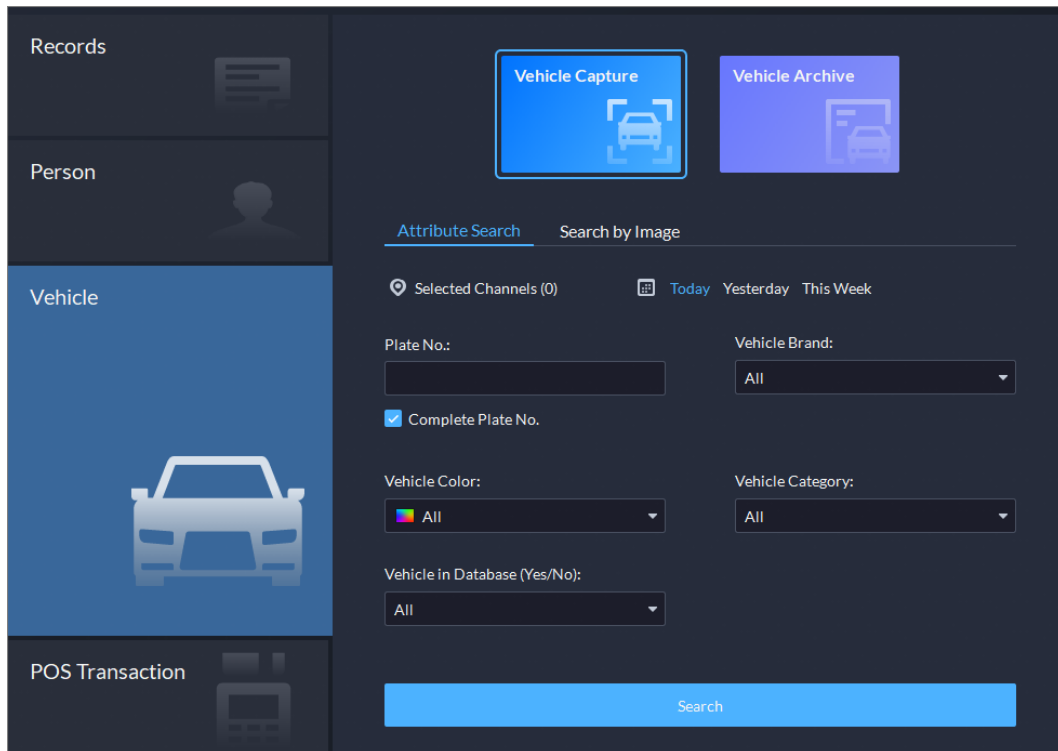 Records
Person
Vehicle
POS Transaction
Vehicle Capture
Vehicle Archive
Attribute Search
Search by Image
Selected Channels (0)
Today Yesterday This Week
Plate No.:
Vehicle Brand:
All
Complete Plate No.
Vehicle Color:
Vehicle Category:
All
All
Vehicle in Database (Yes/No):
All
Search